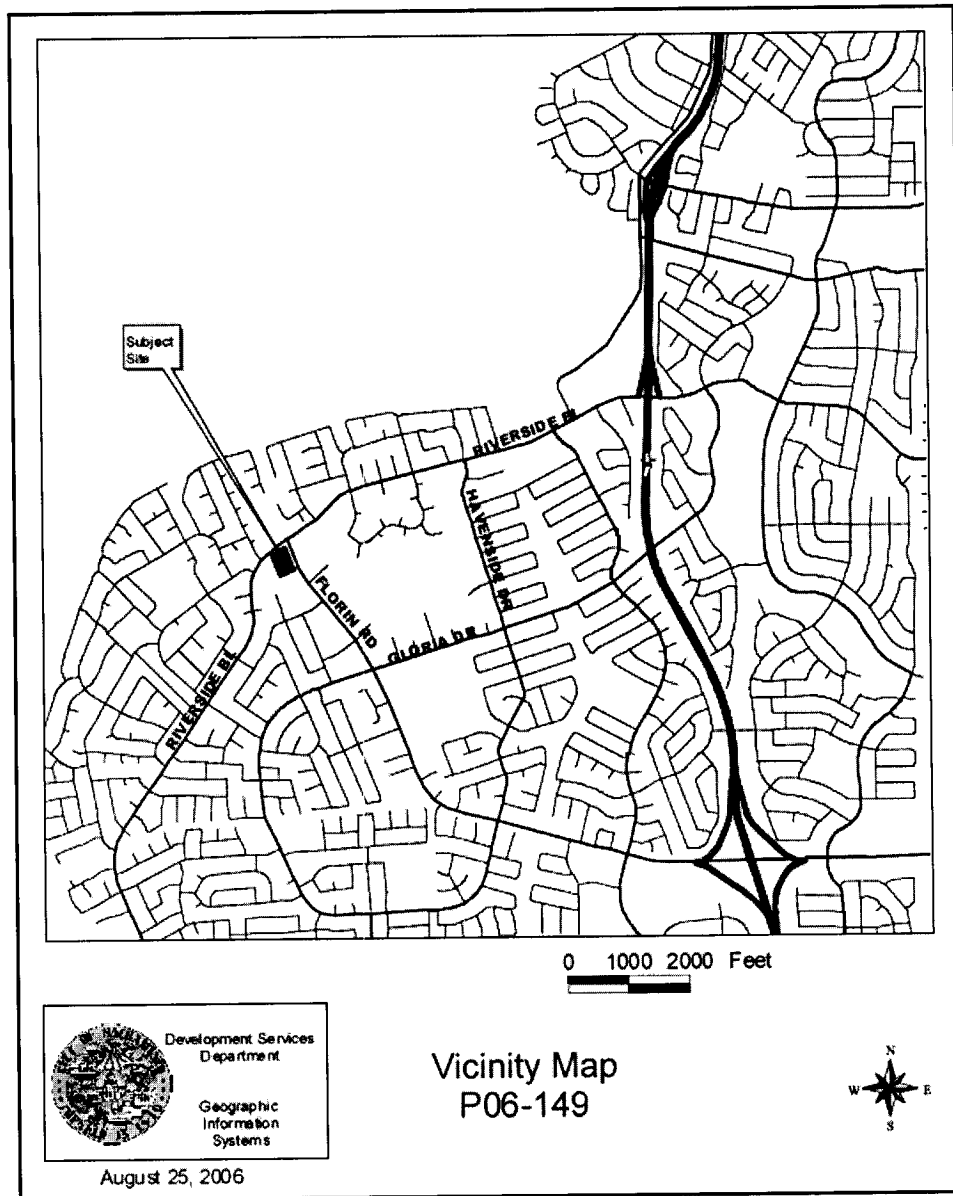 Subject
Site
RIVERSIDE BL
HAVENSIDE DR
FLORIN RD
GLORIA DR
RIVERSIDE BL
0 1000 2000 Feet
Development Services
Department
Geographic
Information
Systems
August 25, 2006
Vicinity Map
P06-149
N
W E
S